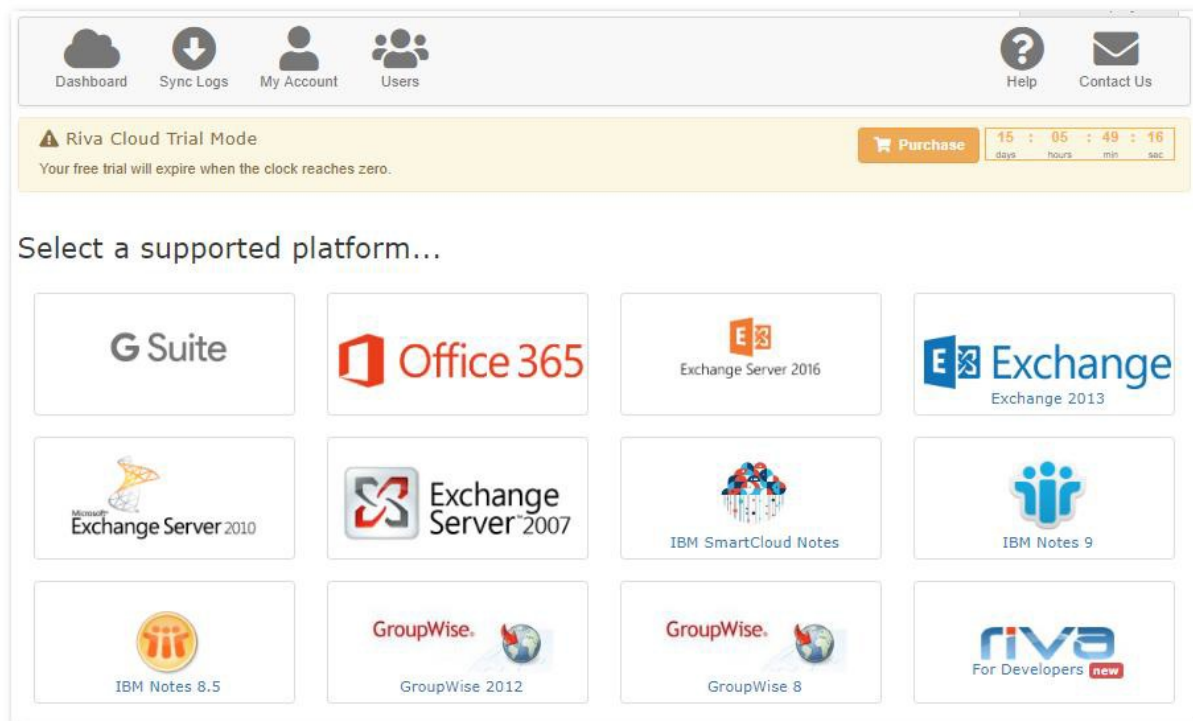 Dashboard
Sync Logs
My Account
Users
Help
Contact Us
Riva Cloud Trial Mode
Your free trial will expire when the clock reaches zero.
Purchase
15 : 05 : 49 : 16
days hours min sec
Select a supported platform...
G Suite
Office 365
E
Exchange Server 2016
E Exchange
Exchange 2013
Microsoft
Exchange Server 2010
Exchange
Server 2007
IBM SmartCloud Notes
IBM Notes 9
IBM Notes 8.5
GroupWise.
GroupWise 2012
GroupWise.
GroupWise 8
riva
For Developers new